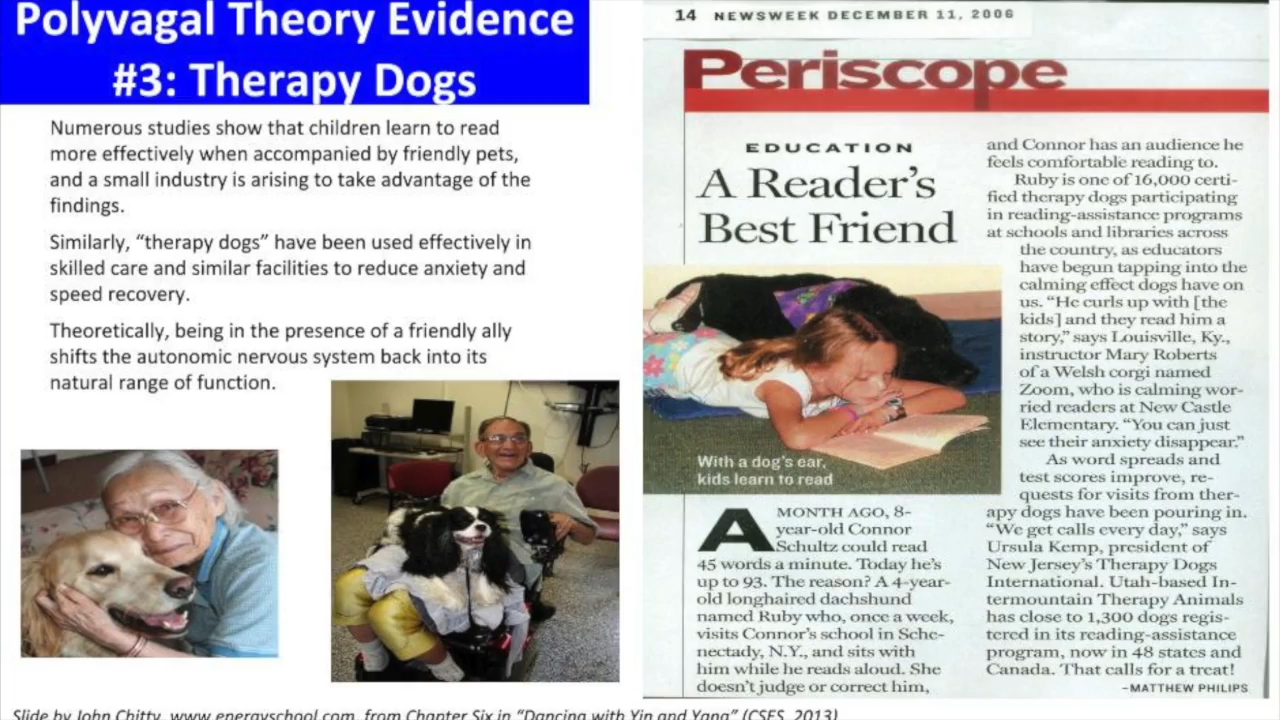 Polyvagal Theory Evidence
#3: Therapy Dogs
Numerous studies show that children learn to read
more effectively when accompanied by friendly pets,
and a small industry is arising to take advantage of the
findings.
Similarly, “therapy dogs” have been used effectively in
skilled care and similar facilities to reduce anxiety and
speed recovery.
Theoretically, being in the presence of a friendly ally
shifts the autonomic nervous system back into its
natural range of function.
Slide by John Chitty, www.energyschool.com, from Chapter Six in “Dancing with Yin and Yang” (CSES, 2013)
14 NEWSWEEK DECEMBER 11, 2006
Periscope
EDUCATION
A Reader’s
Best Friend
With a dog’s ear,
kids learn to read
A MONTH AGO, 8-
year-old Connor
Schultz could read
45 words a minute. Today he’s
up to 93. The reason? A 4-year-
old longhaired dachshund
named Ruby who, once a week,
visits Connor’s school in Sche-
nectady, N.Y., and sits with
him while he reads aloud. She
doesn’t judge or correct him,
and Connor has an audience he
feels comfortable reading to.
Ruby is one of 16,000 certi-
fied therapy dogs participating
in reading-assistance programs
at schools and libraries across
the country, as educators
have begun tapping into the
calming effect dogs have on
us. “He curls up with [the
kids] and they read him a
story,” says Louisville, Ky.,
instructor Mary Roberts
of a Welsh corgi named
Zoom, who is calming wor-
ried readers at New Castle
Elementary. “You can just
see their anxiety disappear.”
As word spreads and
test scores improve, re-
quests for visits from ther-
apy dogs have been pouring in.
“We get calls every day,” says
Ursula Kemp, president of
New Jersey’s Therapy Dogs
International. Utah-based In-
termountain Therapy Animals
has close to 1,300 dogs regis-
tered in its reading-assistance
program, now in 48 states and
Canada. That calls for a treat!
–MATTHEW PHILIPS